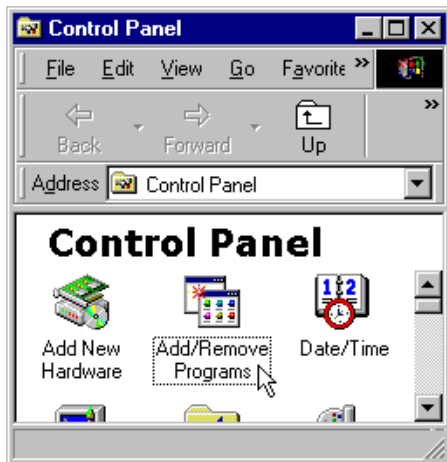 Control Panel
File Edit View Go Favorite »
Back Forward Up »
Address Control Panel
Control Panel
Add New Hardware
Add/Remove Programs
Date/Time
12